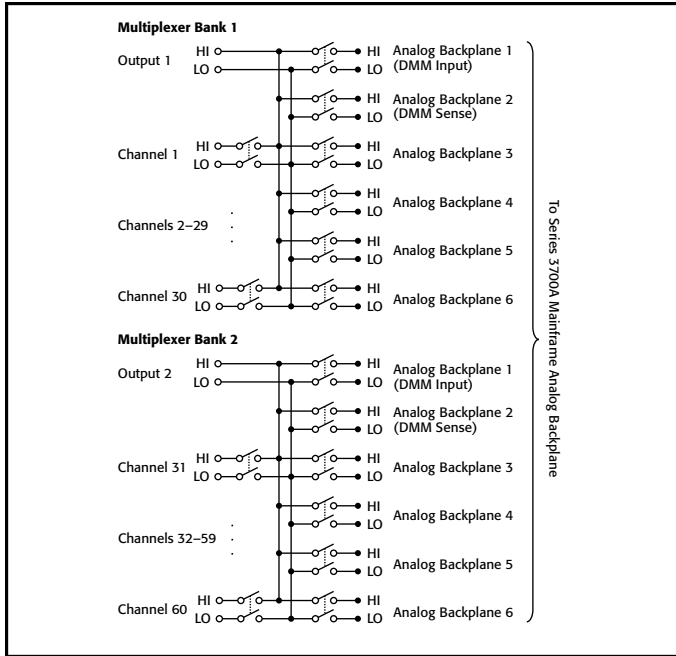 Multiplexer Bank 1
Output 1
HI
LO
HI Analog Backplane 1
LO (DMM Input)
HI Analog Backplane 2
LO (DMM Sense)
Channel 1
HI
LO
HI
LO
Analog Backplane 3
HI
LO
Analog Backplane 4
Channels 2–29
HI
LO
Analog Backplane 5
Channel 30
HI
LO
HI
LO
Analog Backplane 6
Multiplexer Bank 2
Output 2
HI
LO
HI Analog Backplane 1
LO (DMM Input)
HI Analog Backplane 2
LO (DMM Sense)
Channel 31
HI
LO
HI
LO
Analog Backplane 3
HI
LO
Analog Backplane 4
Channels 32–59
HI
LO
Analog Backplane 5
Channel 60
HI
LO
HI
LO
Analog Backplane 6
To Series 3700A Mainframe Analog Backplane